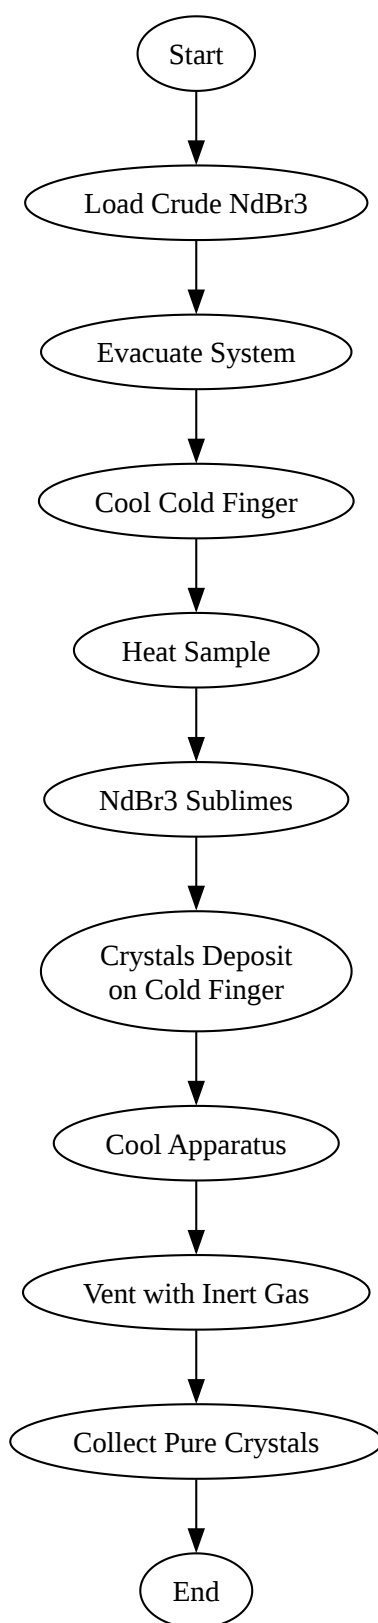 Start
Load Crude NdBr3
Evacuate System
Cool Cold Finger
Heat Sample
NdBr3 Sublimes
Crystals Deposit
on Cold Finger
Cool Apparatus
Vent with Inert Gas
Collect Pure Crystals
End